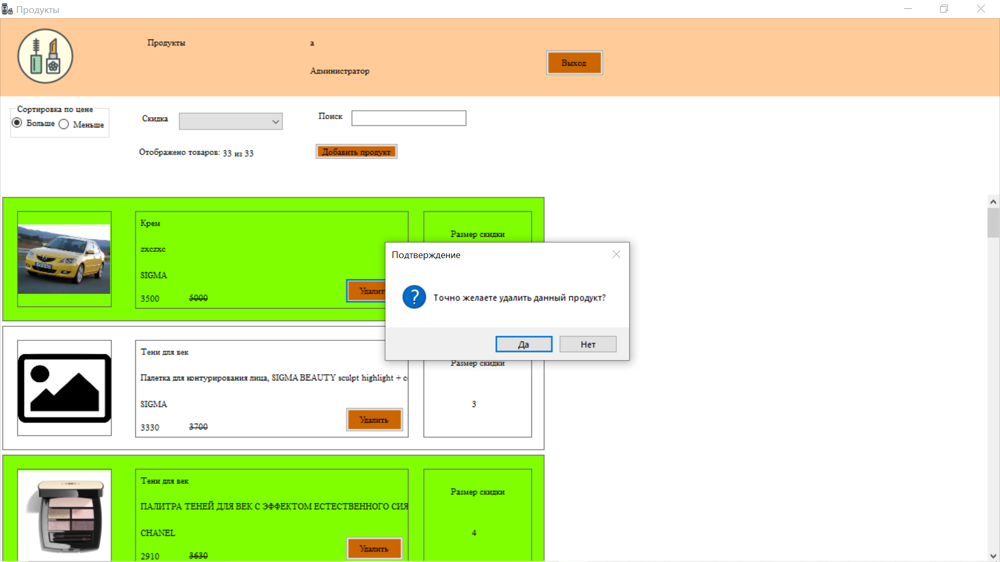 Продукты
Продукты
а
Администратор
Выход
Сортировка по цене
Больше
Меньше
Скидка
Поиск
Отображено товаров: 33 из 33
Добавить продукт
Крем
zxczxc
SIGMA
3500 5000
Размер скидки
Подтверждение
Точно желаете удалить данный продукт?
Да
Нет
Тени для век
Палетка для контурирования лица, SIGMA BEAUTY sculpt highlight +
SIGMA
3330 3700
Удалить
Размер скидки
3
Тени для век
ПАЛИТРА ТЕНЕЙ ДЛЯ ВЕК С ЭФФЕКТОМ ЕСТЕСТВЕННОГО СИЯ
CHANEL
2910 3630
Удалить
Размер скидки
4